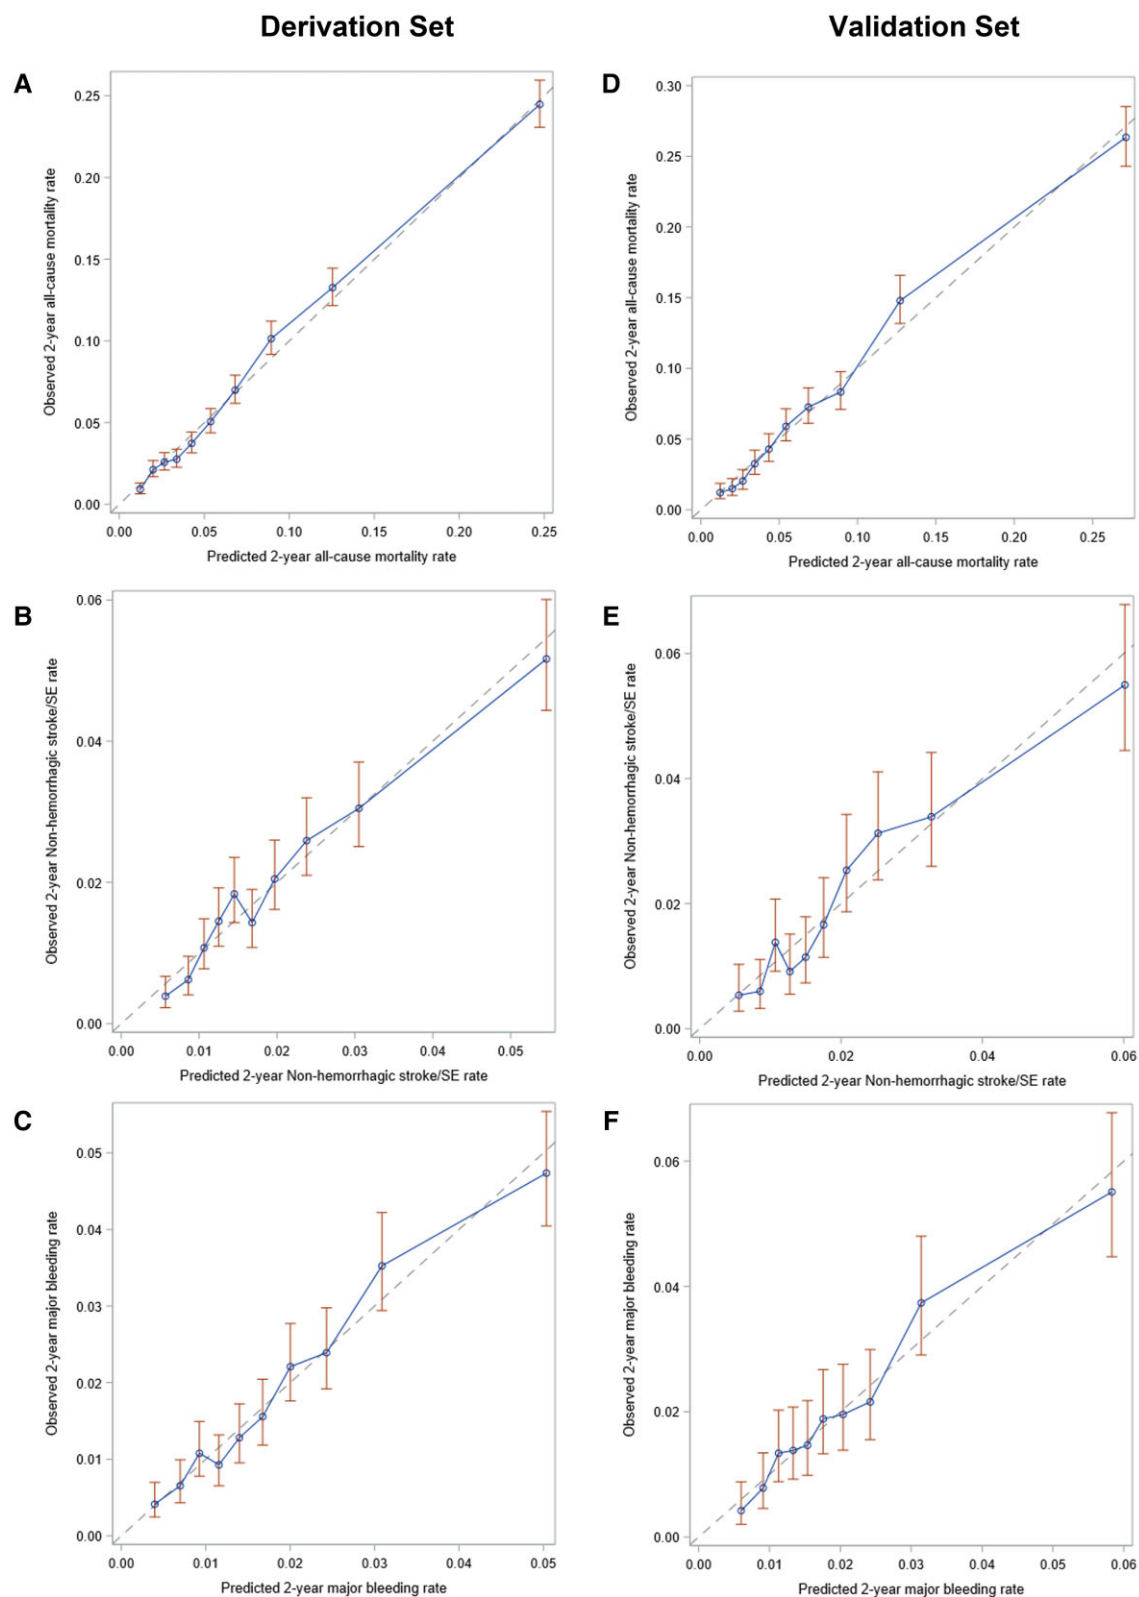 Derivation Set
Validation Set
A
Observed 2-year all-cause mortality rate
0.25
0.20
0.15
0.10
0.05
0.00
0.00 0.05 0.10 0.15 0.20 0.25
Predicted 2-year all-cause mortality rate
D
Observed 2-year all-cause mortality rate
0.30
0.25
0.20
0.15
0.10
0.05
0.00
0.00 0.05 0.10 0.15 0.20 0.25
Predicted 2-year all-cause mortality rate
B
Observed 2-year Non-hemorrhagic stroke/SE rate
0.06
0.04
0.02
0.00
0.00 0.01 0.02 0.03 0.04 0.05
Predicted 2-year Non-hemorrhagic stroke/SE rate
E
Observed 2-year Non-hemorrhagic stroke/SE rate
0.06
0.04
0.02
0.00
0.00 0.02 0.04 0.06
Predicted 2-year Non-hemorrhagic stroke/SE rate
C
Observed 2-year major bleeding rate
0.05
0.04
0.03
0.02
0.01
0.00
0.00 0.01 0.02 0.03 0.04 0.05
Predicted 2-year major bleeding rate
F
Observed 2-year major bleeding rate
0.06
0.04
0.02
0.00
0.00 0.01 0.02 0.03 0.04 0.05 0.06
Predicted 2-year major bleeding rate